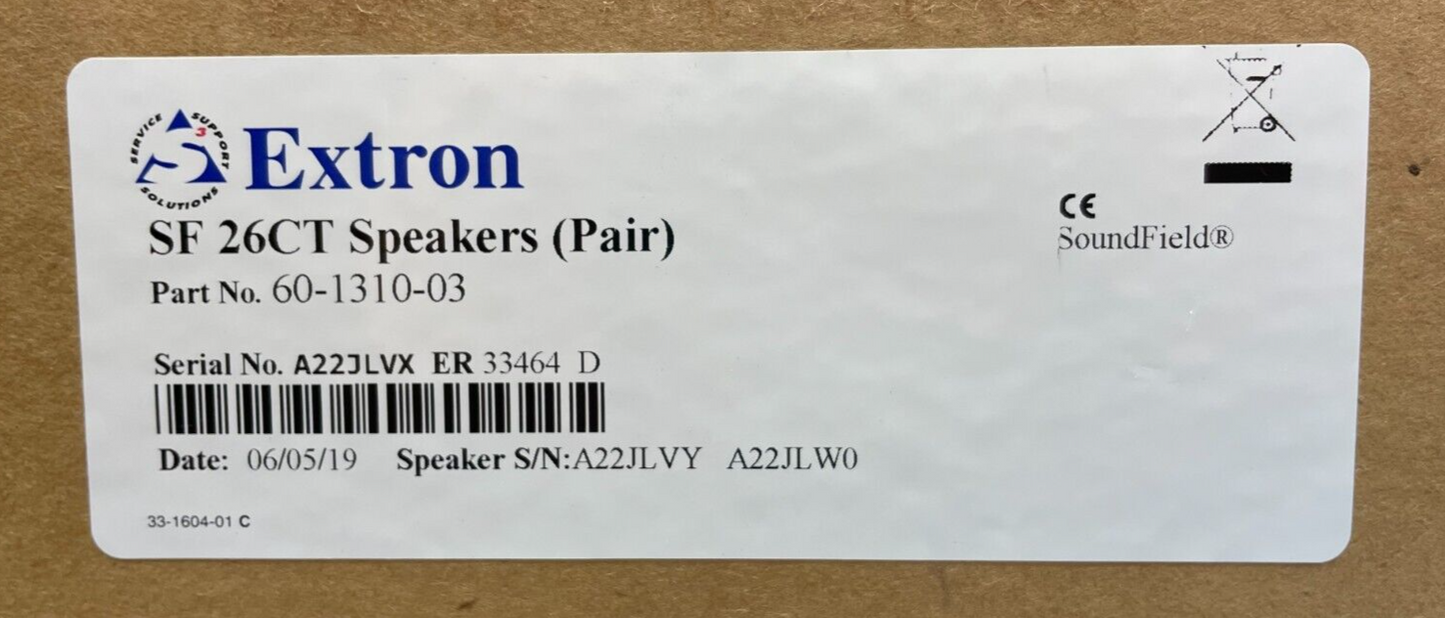 SERVICE SUPPORT SOLUTIONS
S3
Extron
SF 26CT Speakers (Pair)
Part No. 60-1310-03
CE
SoundField®
Serial No. A22JLVX ER 33464 D
Date: 06/05/19 Speaker S/N:A22JLVY A22JLW0
33-1604-01 C